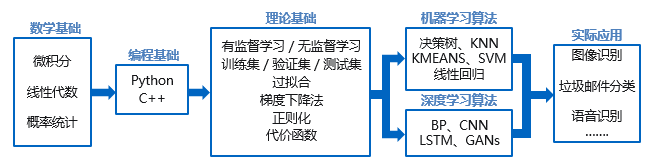 数学基础
微积分
线性代数
概率统计
编程基础
Python
C++
理论基础
有监督学习 / 无监督学习
训练集 / 验证集 / 测试集
过拟合
梯度下降法
正则化
代价函数
机器学习算法
决策树、KNN
KMEANS、SVM
线性回归
深度学习算法
BP、CNN
LSTM、GANs
实际应用
图像识别
垃圾邮件分类
语音识别
.......